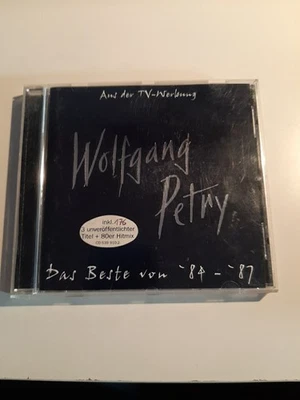 Aus der TV-Werbung
Wolfgang
Petry
inkl.
3 unveröffentlichter
Titel + 80er Hitmix
Das Beste von '84 - '87